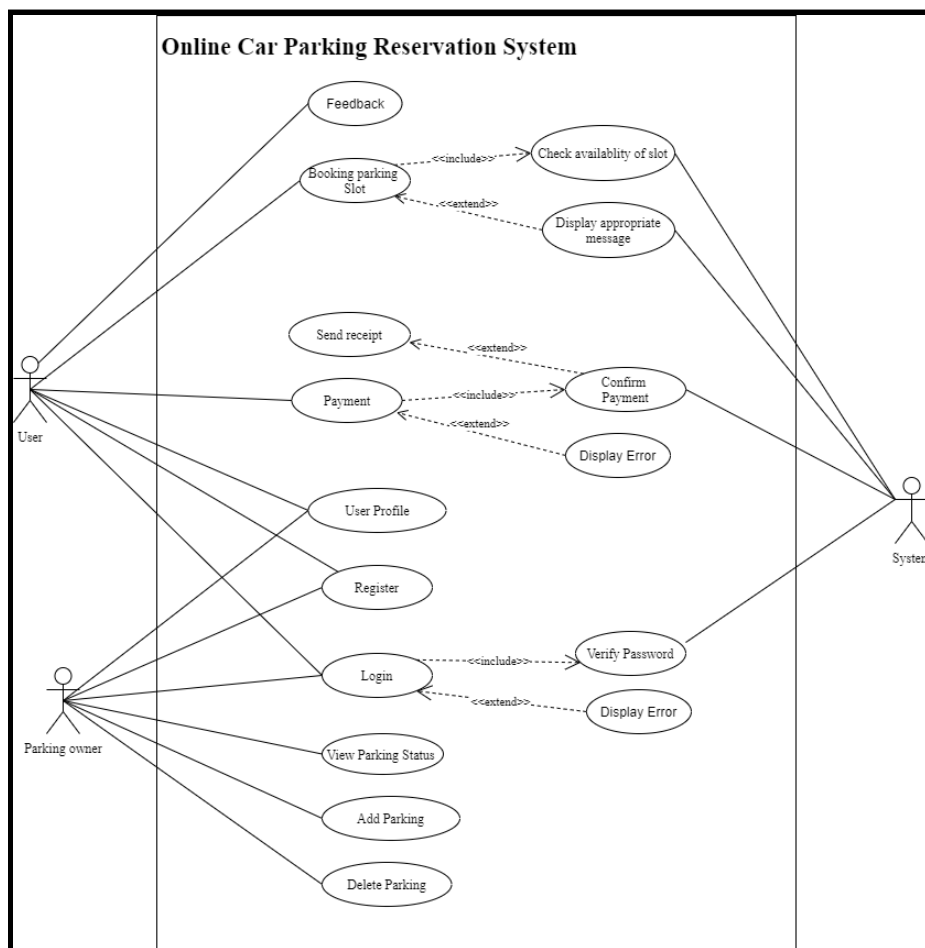 Online Car Parking Reservation System
Feedback
Booking parking
Slot
<<include>>
Check availablity of slot
<<extend>>
Display appropriate
message
Send receipt
<<extend>>
Payment
<<include>>
Confirm
Payment
<<extend>>
Display Error
User
User Profile
System
Register
Login
<<include>>
Verify Password
<<extend>>
Display Error
Parking owner
View Parking Status
Add Parking
Delete Parking